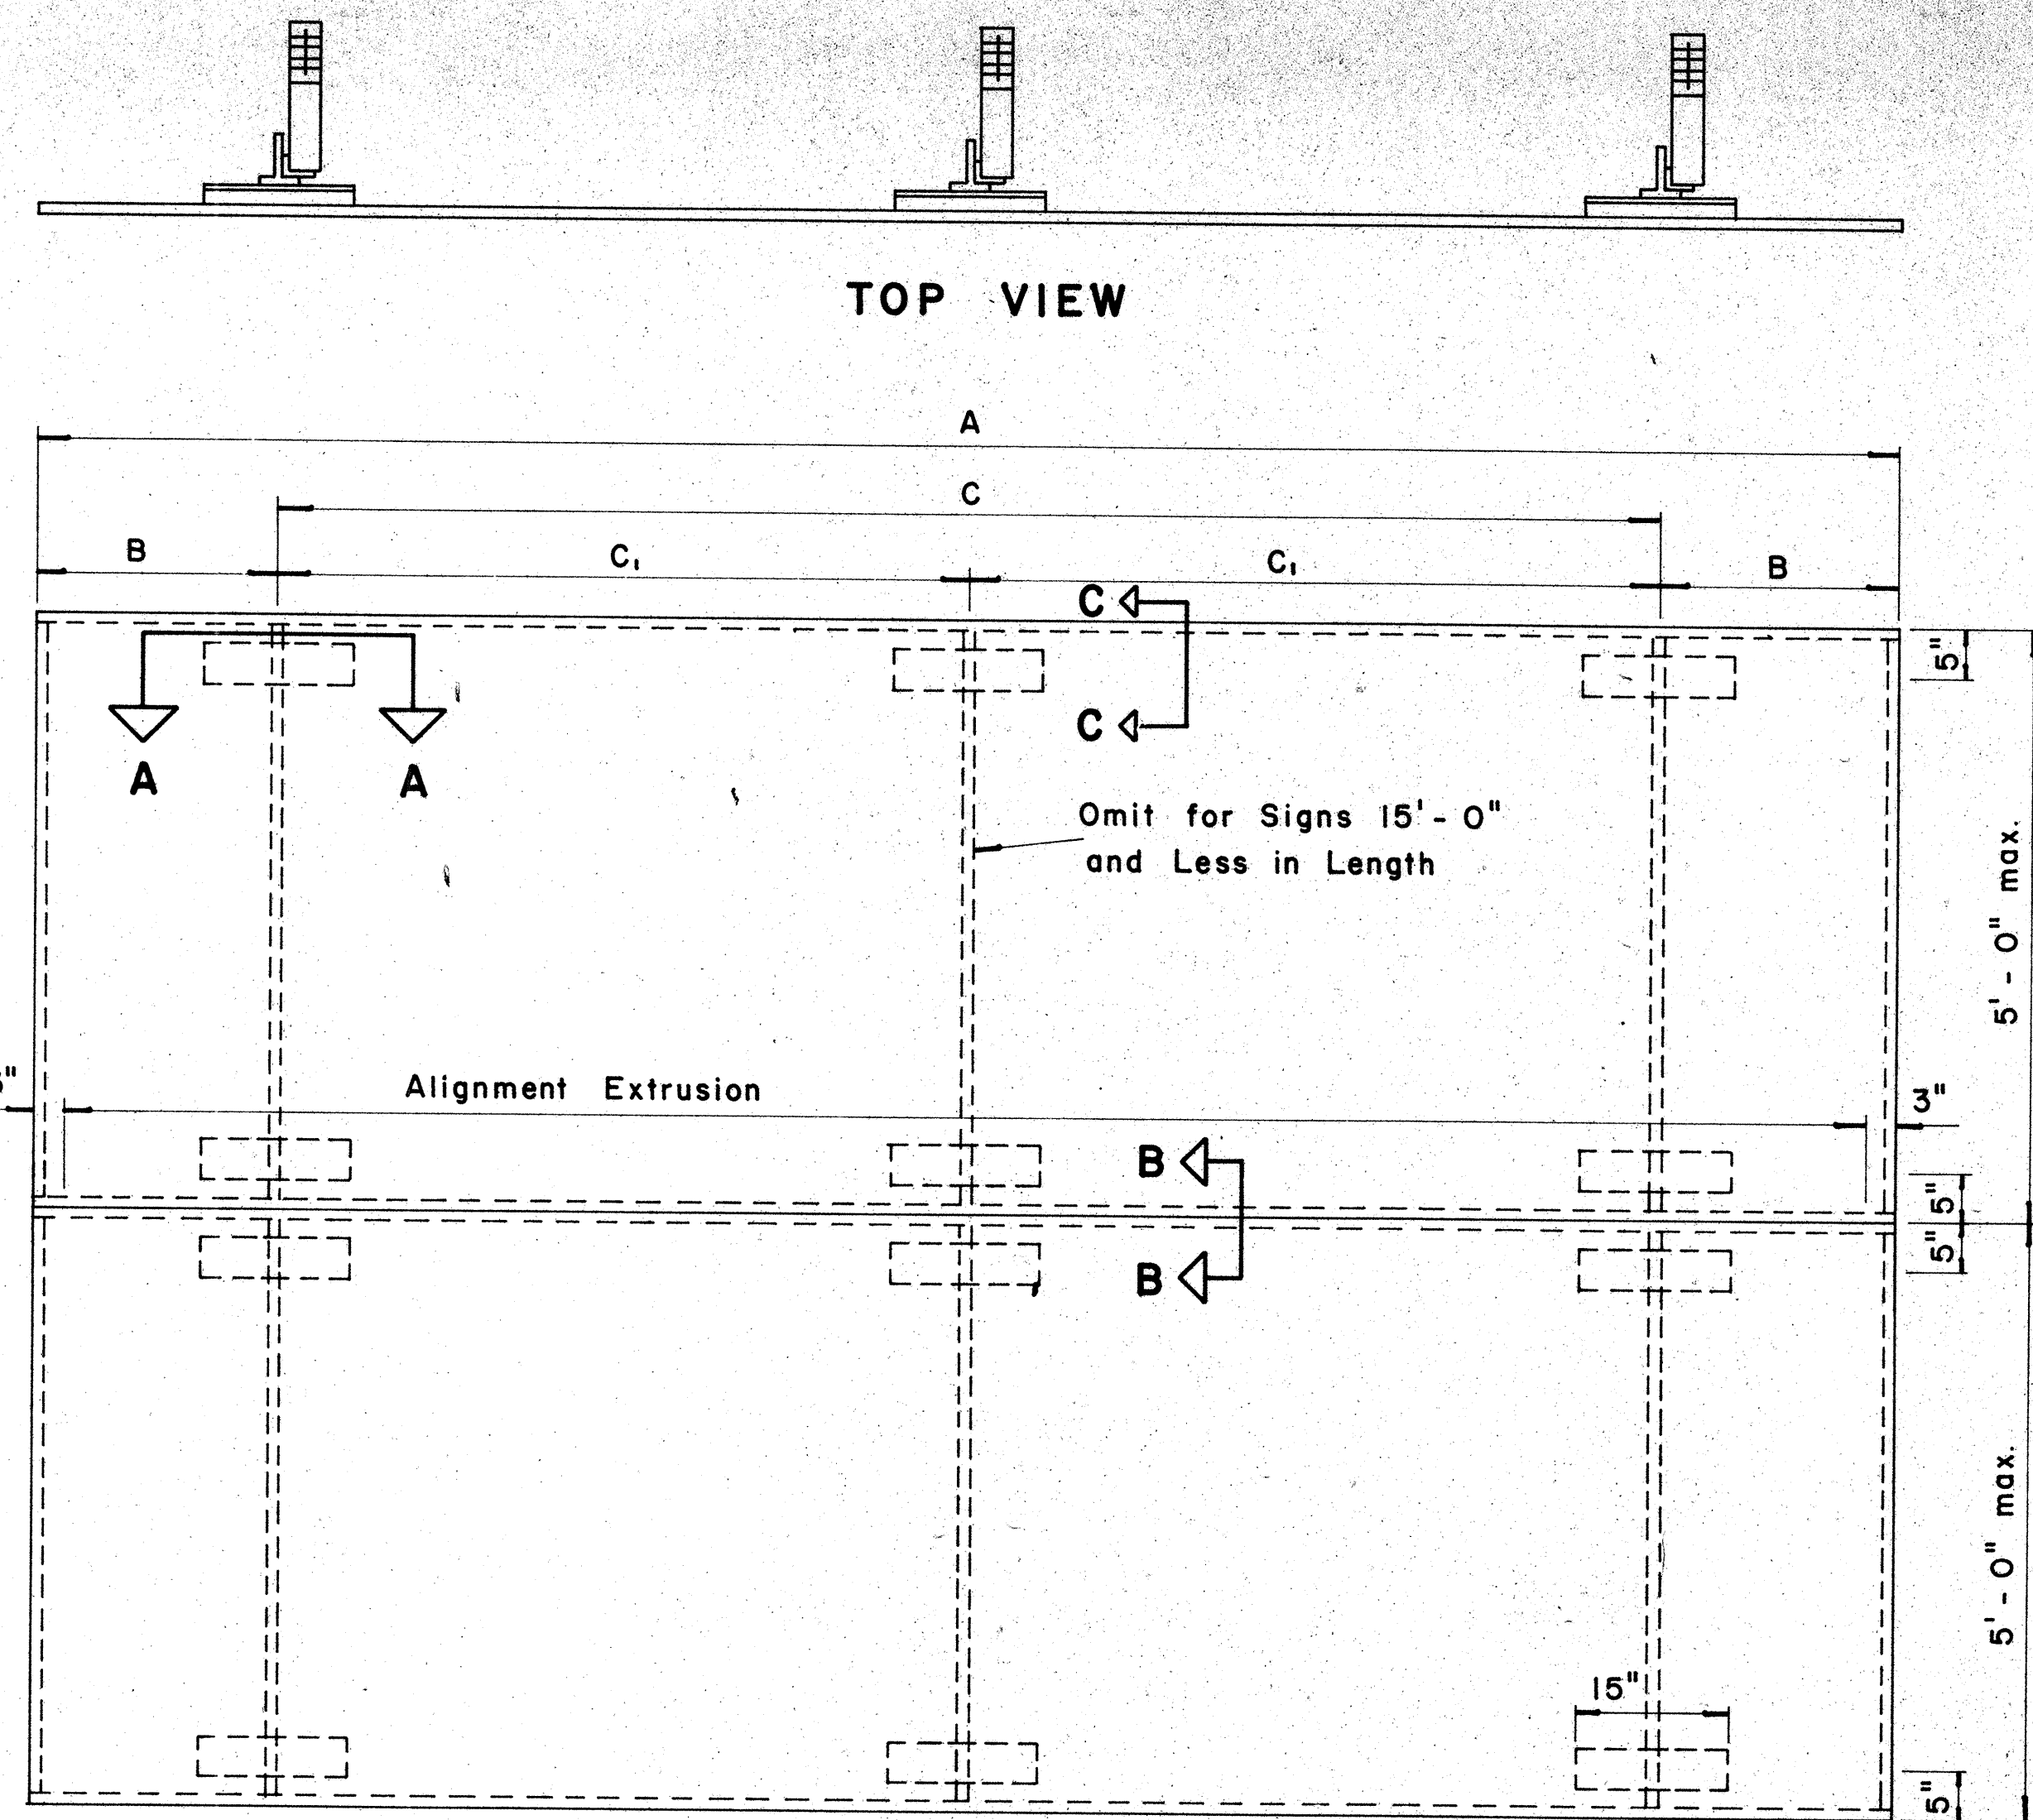 TOP VIEW
A
C
B C₁ C₁ B
C
5"
C
A A
Omit for Signs 15'-0"
and Less in Length
5'-0" max.
Alignment Extrusion
3"
B
5"
5"
B
5'-0" max.
15"
5"